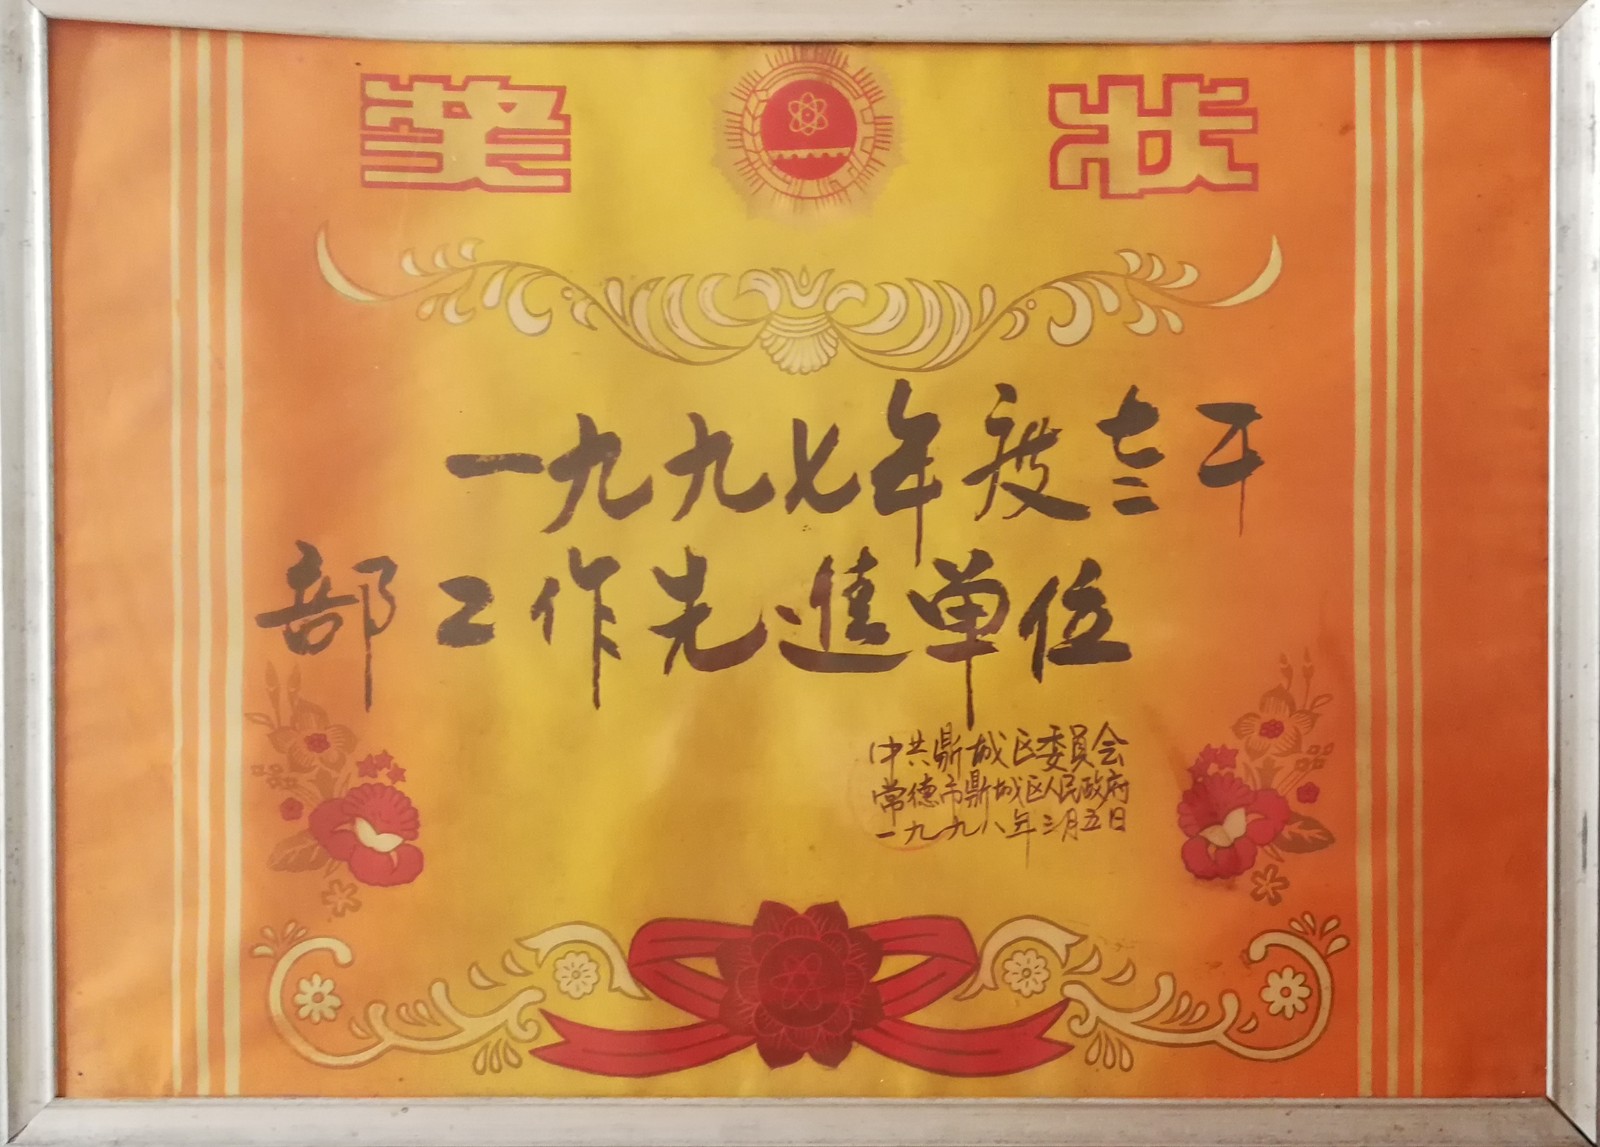 奖状
一九九七年度老干
部工作先進单位
中共鼎城区委員会
常德市鼎城区人民政府
一九九八年三月五日